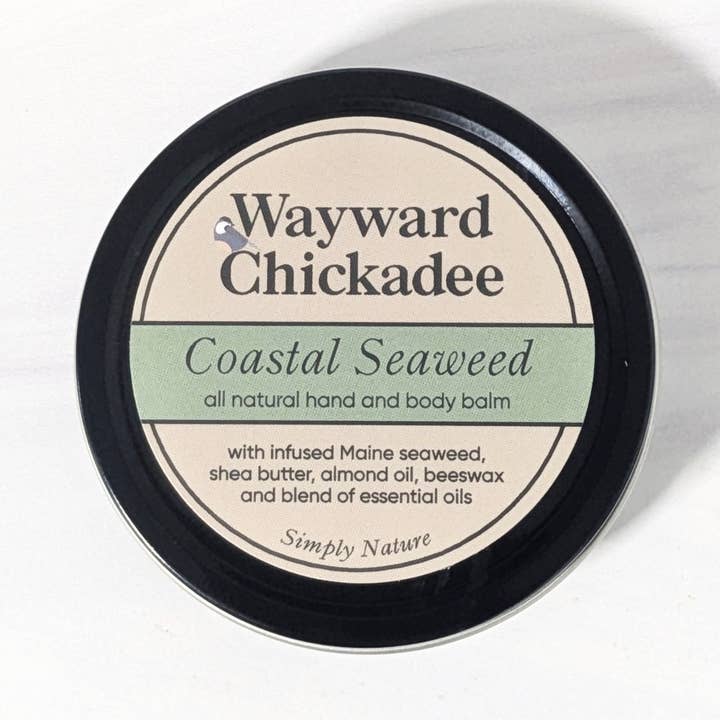 Wayward
Chickadee
Coastal Seaweed
all natural hand and body balm
with infused Maine seaweed,
shea butter, almond oil, beeswax
and blend of essential oils
Simply Nature